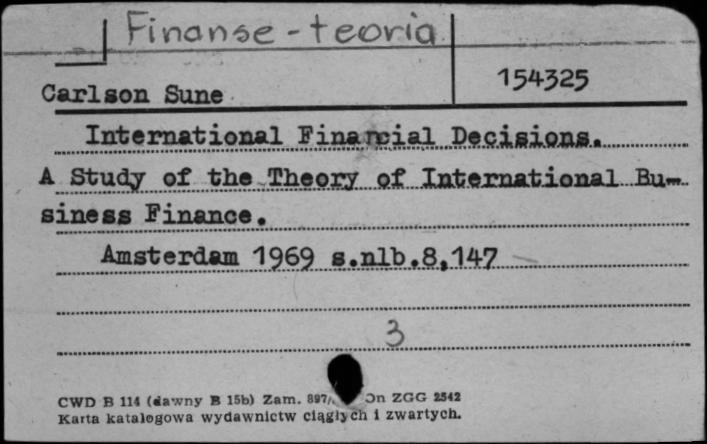 Finanse - teoria
154325
Carlson Sune
International Financial Decisions.
A Study of the Theory of International Bu-
siness Finance.
Amsterdam 1969 s.nlb.8,147
3
CWD B 114 (dawny B 15b) Zam. 897/ On ZGG 2542
Karta katalogowa wydawnictw ciągłych i zwartych.